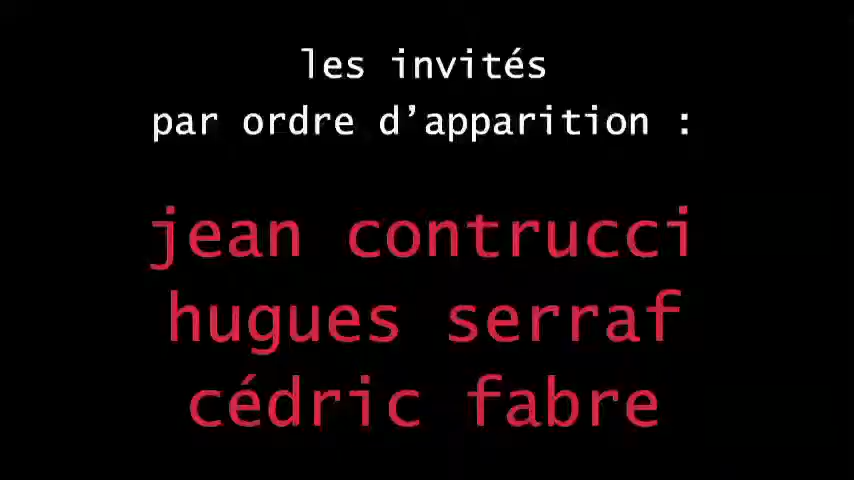 les invités
par ordre d’apparition :
jean contrucci
hugues serraf
cédric fabre